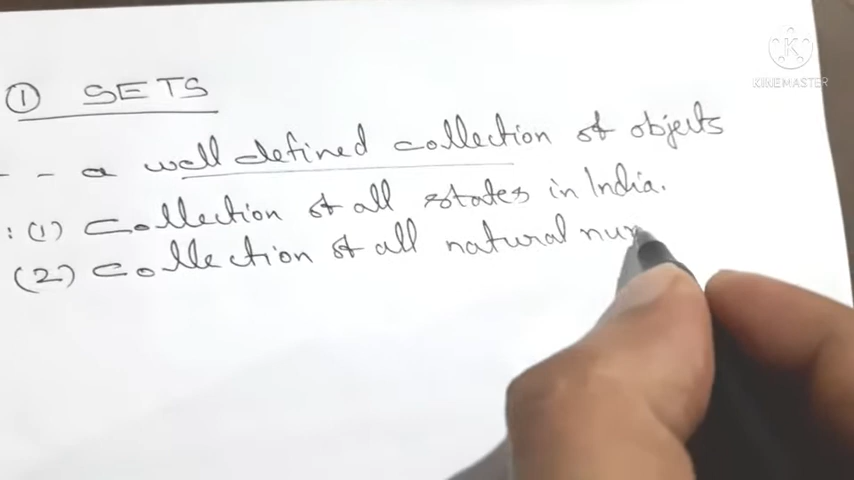 ① SETS
- - a well defined collection of objects
: (1) Collection of all states in India.
(2) Collection of all natural num
KINEMASTER